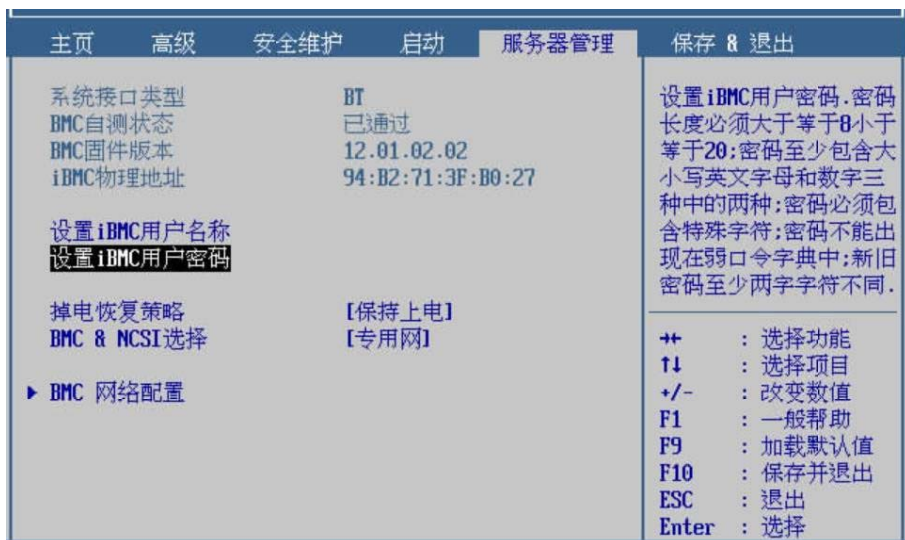 主页 高级 安全维护 启动 服务器管理 保存 & 退出
系统接口类型 BT
BMC自测状态 已通过
BMC固件版本 12.01.02.02
iBMC物理地址 94:B2:71:3F:B0:27
设置iBMC用户名称
设置iBMC用户密码
掉电恢复策略 [保持上电]
BMC & NCSI选择 [专用网]
▶ BMC 网络配置
设置iBMC用户密码.密码
长度必须大于等于8小于
等于20;密码至少包含大
小写英文字母和数字三
种中的两种;密码必须包
含特殊字符;密码不能出
现在弱口令字典中;新旧
密码至少两字字符不同.
→← : 选择功能
↑↓ : 选择项目
+/- : 改变数值
F1 : 一般帮助
F9 : 加载默认值
F10 : 保存并退出
ESC : 退出
Enter : 选择